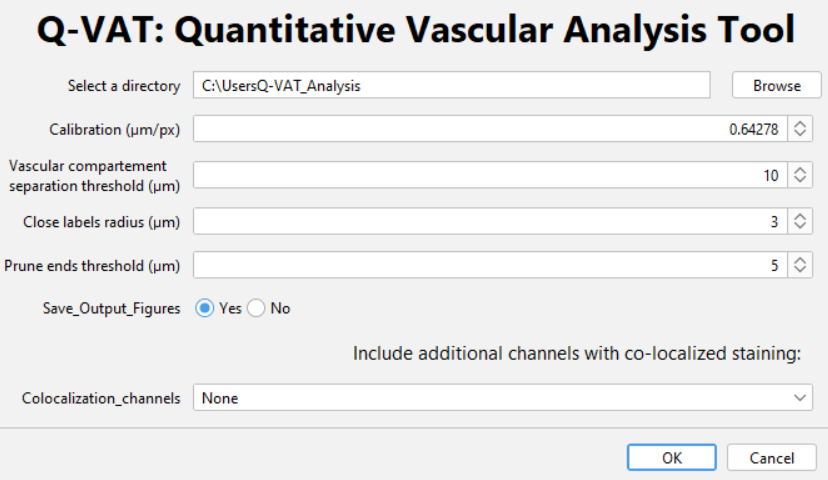 Q-VAT: Quantitative Vascular Analysis Tool
Select a directory C:\UsersQ-VAT_Analysis Browse
Calibration (µm/px) 0.64278
Vascular compartement
separation threshold (µm) 10
Close labels radius (µm) 3
Prune ends threshold (µm) 5
Save_Output_Figures Yes No
Include additional channels with co-localized staining:
Colocalization_channels None
OK Cancel